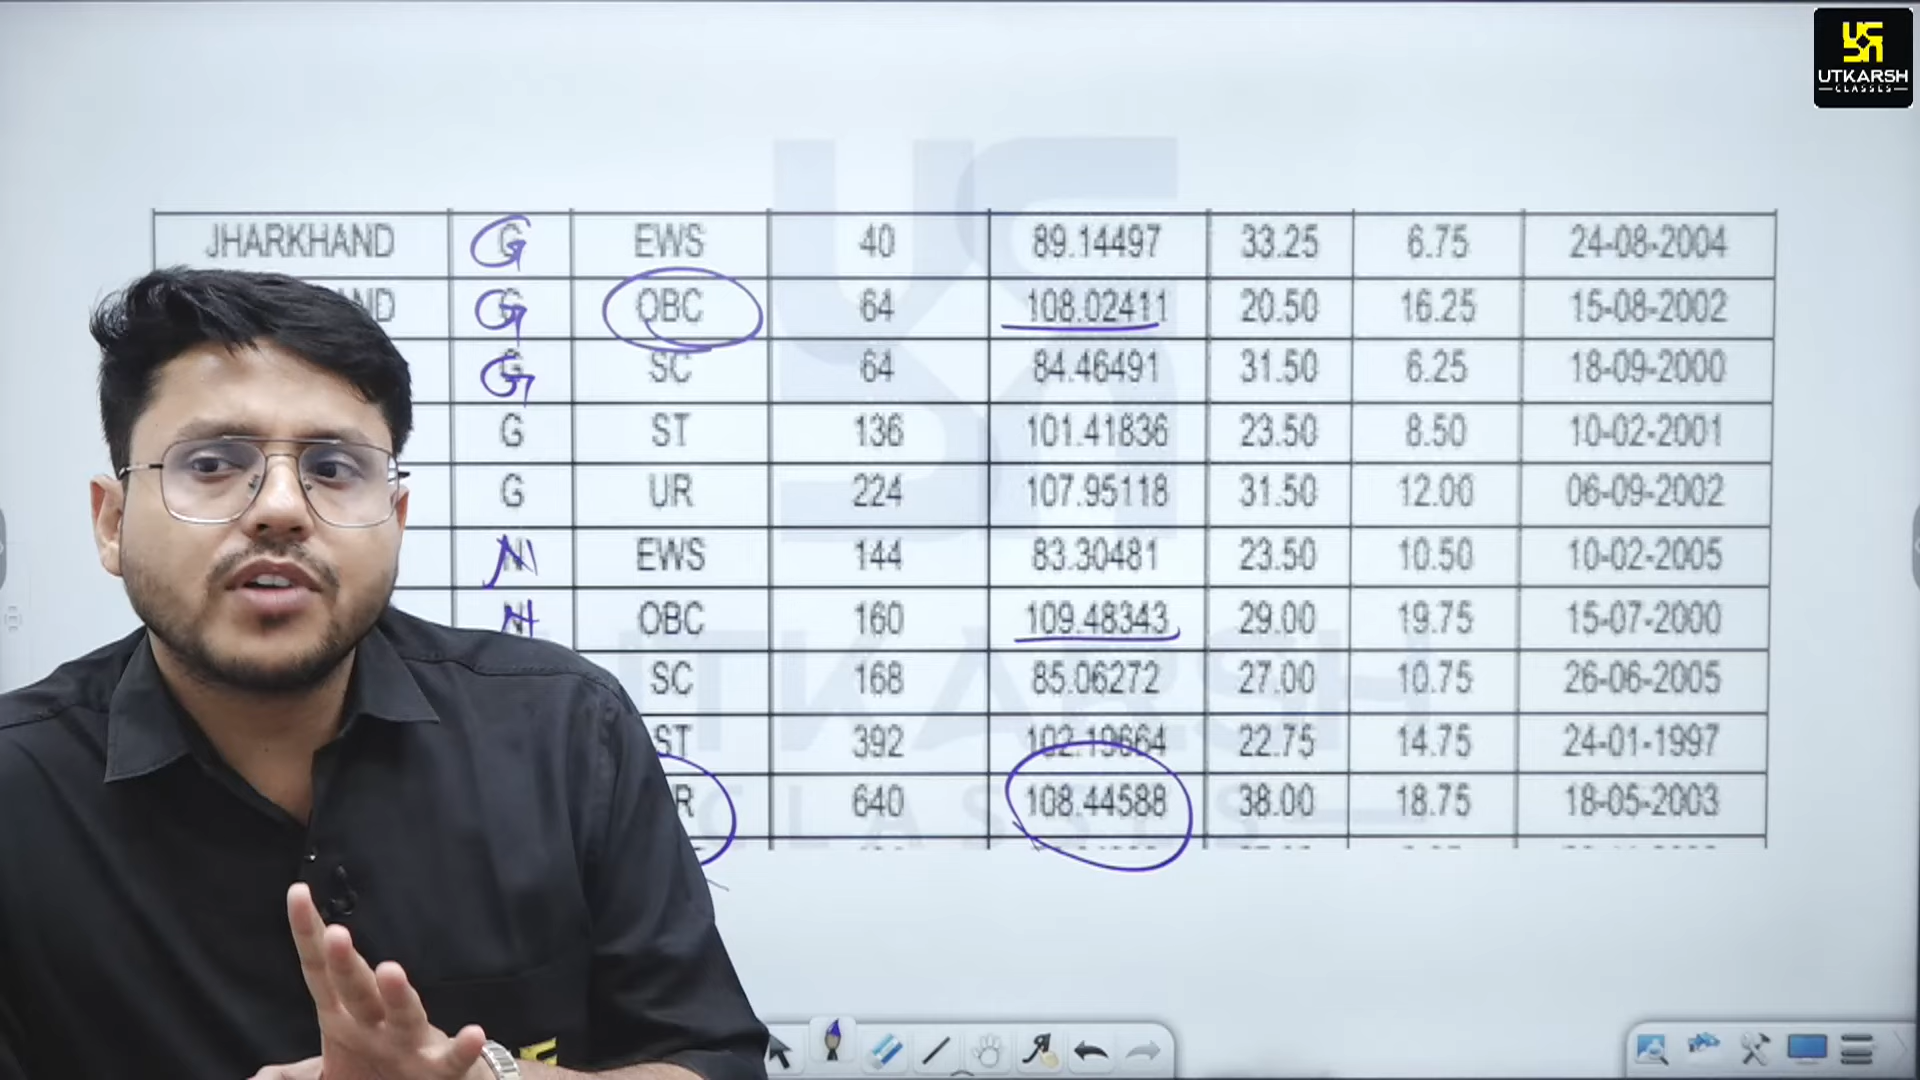 UTKARSH
CLASSES
JHARKHAND G EWS 40 89.14497 33.25 6.75 24-08-2004
G OBC 64 108.02411 20.50 16.25 15-08-2002
G SC 64 84.46491 31.50 6.25 18-09-2000
G ST 136 101.41836 23.50 8.50 10-02-2001
G UR 224 107.95118 31.50 12.00 06-09-2002
N EWS 144 83.30481 23.50 10.50 10-02-2005
N OBC 160 109.48343 29.00 19.75 15-07-2000
SC 168 85.06272 27.00 10.75 26-06-2005
ST 392 102.19664 22.75 14.75 24-01-1997
640 108.44588 38.00 18.75 18-05-2003
UTKARSH
CLASSES